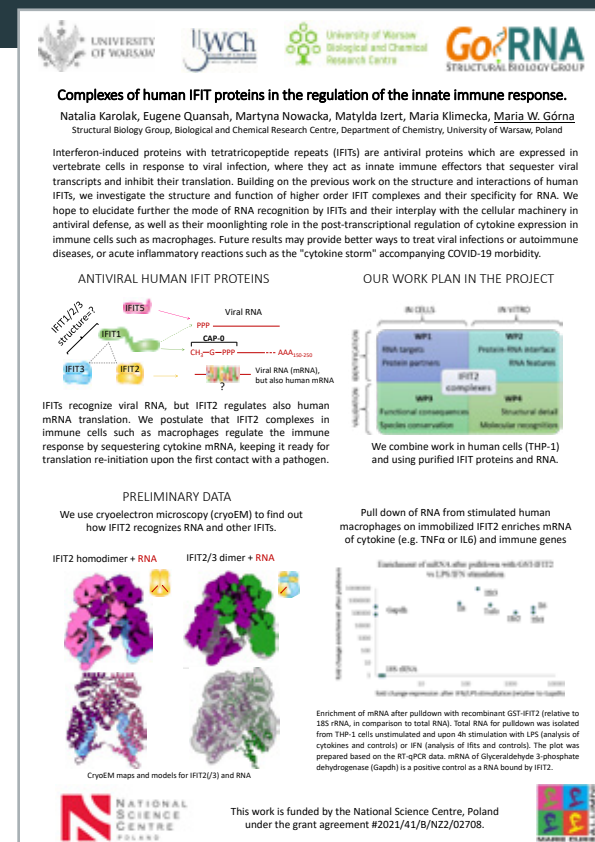 UNIVERSITY
OF WARSAW
WCh
University of Warsaw
Biological and Chemical
Research Centre
GoRNA
STRUCTURAL BIOLOGY GROUP
Complexes of human IFIT proteins in the regulation of the innate immune response.
Natalia Karolak, Eugene Quansah, Martyna Nowacka, Matylda Izert, Maria Klimecka, Maria W. Górna
Structural Biology Group, Biological and Chemical Research Centre, Department of Chemistry, University of Warsaw, Poland
Interferon-induced proteins with tetratricopeptide repeats (IFITs) are antiviral proteins which are expressed in
vertebrate cells in response to viral infection, where they act as innate immune effectors that sequester viral
transcripts and inhibit their translation. Building on the previous work on the structure and interactions of human
IFITs, we investigate the structure and function of higher order IFIT complexes and their specificity for RNA. We
hope to elucidate further the mode of RNA recognition by IFITs and their interplay with the cellular machinery in
antiviral defense, as well as their moonlighting role in the post-transcriptional regulation of cytokine expression in
immune cells such as macrophages. Future results may provide better ways to treat viral infections or autoimmune
diseases, or acute inflammatory reactions such as the "cytokine storm" accompanying COVID-19 morbidity.
ANTIVIRAL HUMAN IFIT PROTEINS
IFIT1/2/3
structure=?
IFIT5
Viral RNA
PPP
IFIT1
CAP-0
CH3–G–PPP
AAA150-250
IFIT3
IFIT2
Viral RNA (mRNA),
but also human mRNA
?
IFITs recognize viral RNA, but IFIT2 regulates also human
mRNA translation. We postulate that IFIT2 complexes in
immune cells such as macrophages regulate the immune
response by sequestering cytokine mRNA, keeping it ready for
translation re-initiation upon the first contact with a pathogen.
OUR WORK PLAN IN THE PROJECT
IN CELLS
IN VITRO
IDENTIFICATION
VALIDATION
WP1
RNA targets
Protein partners
WP2
Protein-RNA interface
RNA features
IFIT2
complexes
WP3
Functional consequences
Species conservation
WP4
Structural detail
Molecular recognition
We combine work in human cells (THP-1)
and using purified IFIT proteins and RNA.
PRELIMINARY DATA
We use cryoelectron microscopy (cryoEM) to find out
how IFIT2 recognizes RNA and other IFITs.
IFIT2 homodimer + RNA
IFIT2/3 dimer + RNA
CryoEM maps and models for IFIT2(/3) and RNA
Pull down of RNA from stimulated human
macrophages on immobilized IFIT2 enriches mRNA
of cytokine (e.g. TNFα or IL6) and immune genes
Enrichment of mRNA after pulldown with GST-IFIT2
vs LPS/IFN stimulation
Gapdh
18S rRNA
Enrichment of mRNA after pulldown with recombinant GST-IFIT2 (relative to
18S rRNA, in comparison to total RNA). Total RNA for pulldown was isolated
from THP-1 cells unstimulated and upon 4h stimulation with LPS (analysis of
cytokines and controls) or IFN (analysis of Ifits and controls). The plot was
prepared based on the RT-qPCR data. mRNA of Glyceraldehyde 3-phosphate
dehydrogenase (Gapdh) is a positive control as a RNA bound by IFIT2.
NATIONAL
SCIENCE
CENTRE
POLAND
This work is funded by the National Science Centre, Poland
under the grant agreement #2021/41/B/NZ2/02708.